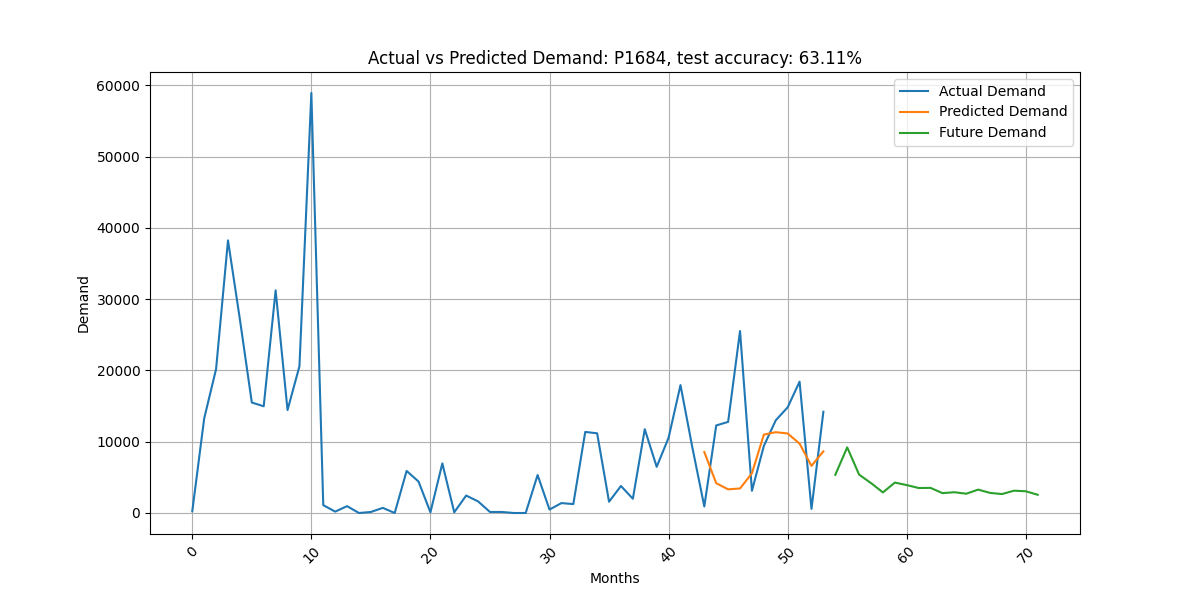 Actual vs Predicted Demand: P1684, test accuracy: 63.11%
60000
50000
40000
30000
20000
10000
0
Demand
Actual Demand
Predicted Demand
Future Demand
0
10
20
30
40
50
60
70
Months